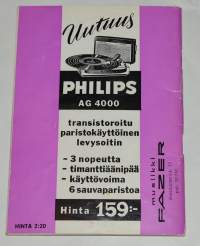 Uutuus
PHILIPS
AG 4000
transistoroitu
paristokäyttöinen
levysoitin
- 3 nopeutta
- timanttiäänipää
- käyttövoima
6 sauvaparistoa
Hinta 159:-
HINTA 2:20
musiikki
FAZER